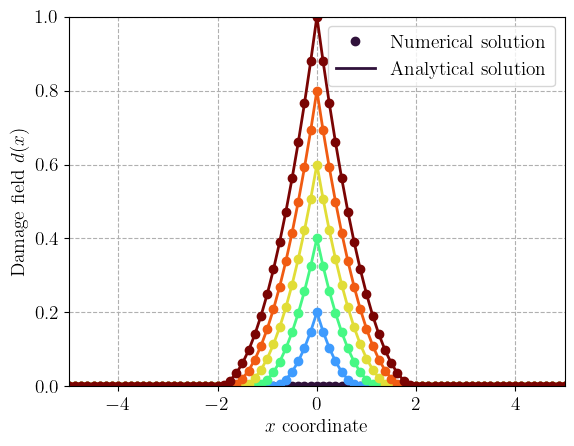 1.0
0.8
0.6
0.4
0.2
0.0
Damage field d(x)
Numerical solution
Analytical solution
−4 −2 0 2 4
x coordinate